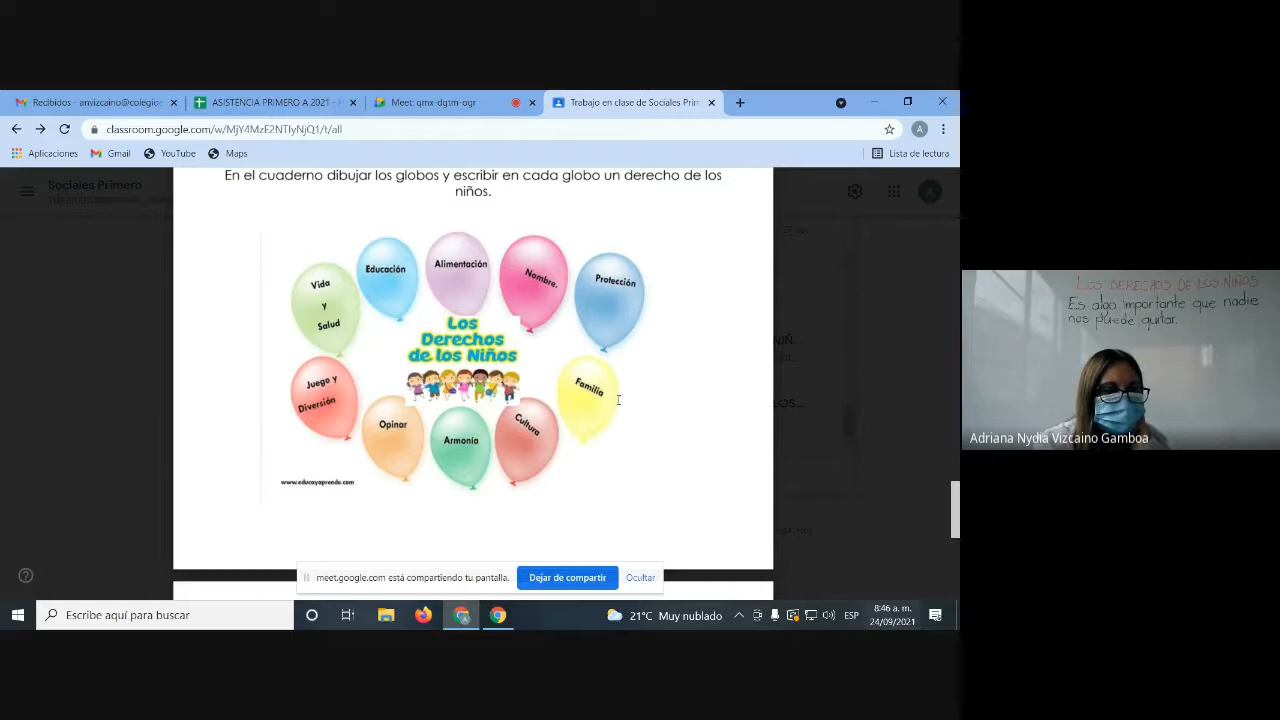 Recibidos - anvizcaino@colegio
ASISTENCIA PRIMERO A 2021 -
Meet: qmx-dgtm-ogr
Trabajo en clase de Sociales Prim
classroom.google.com/w/MjY4MzE2NTIyNjQ1/t/all
Aplicaciones
Gmail
YouTube
Maps
Lista de lectura
Sociales Primero
En el cuaderno dibujar los globos y escribir en cada globo un derecho de los
niños.
Vida
y
Salud
Educación
Alimentación
Nombre.
Protección
Los
Derechos
de los Niños
Juego y
Diversión
Opinar
Armonía
Cultura
Familia
www.educayaprende.com
meet.google.com está compartiendo tu pantalla.
Dejar de compartir
Ocultar
Escribe aquí para buscar
21°C Muy nublado
ESP
8:46 a. m.
24/09/2021
LOS DERECHOS DE LOS NIÑOS
Es algo importante que nadie
nos puede quitar.
Adriana Nydia Vizcaino Gamboa